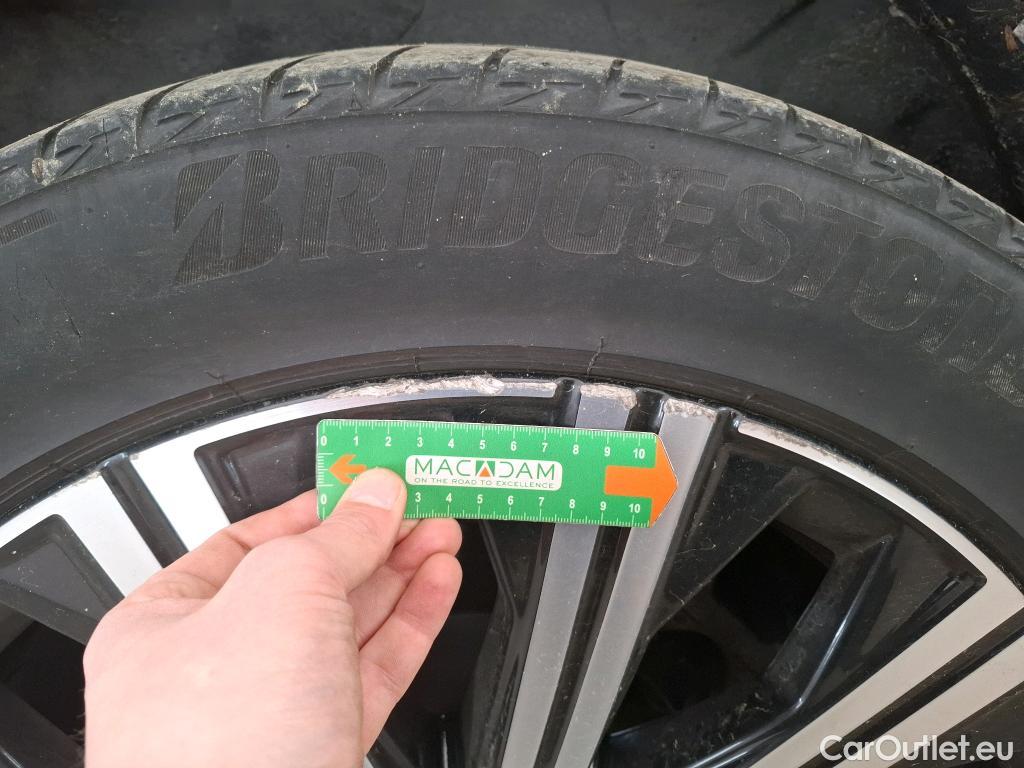 BRIDGESTONE
0 1 2 3 4 5 6 7 8 9 10
MACADAM
ON THE ROAD TO EXCELLENCE
0 3 4 5 6 7 8 9 10
CarOutlet.eu